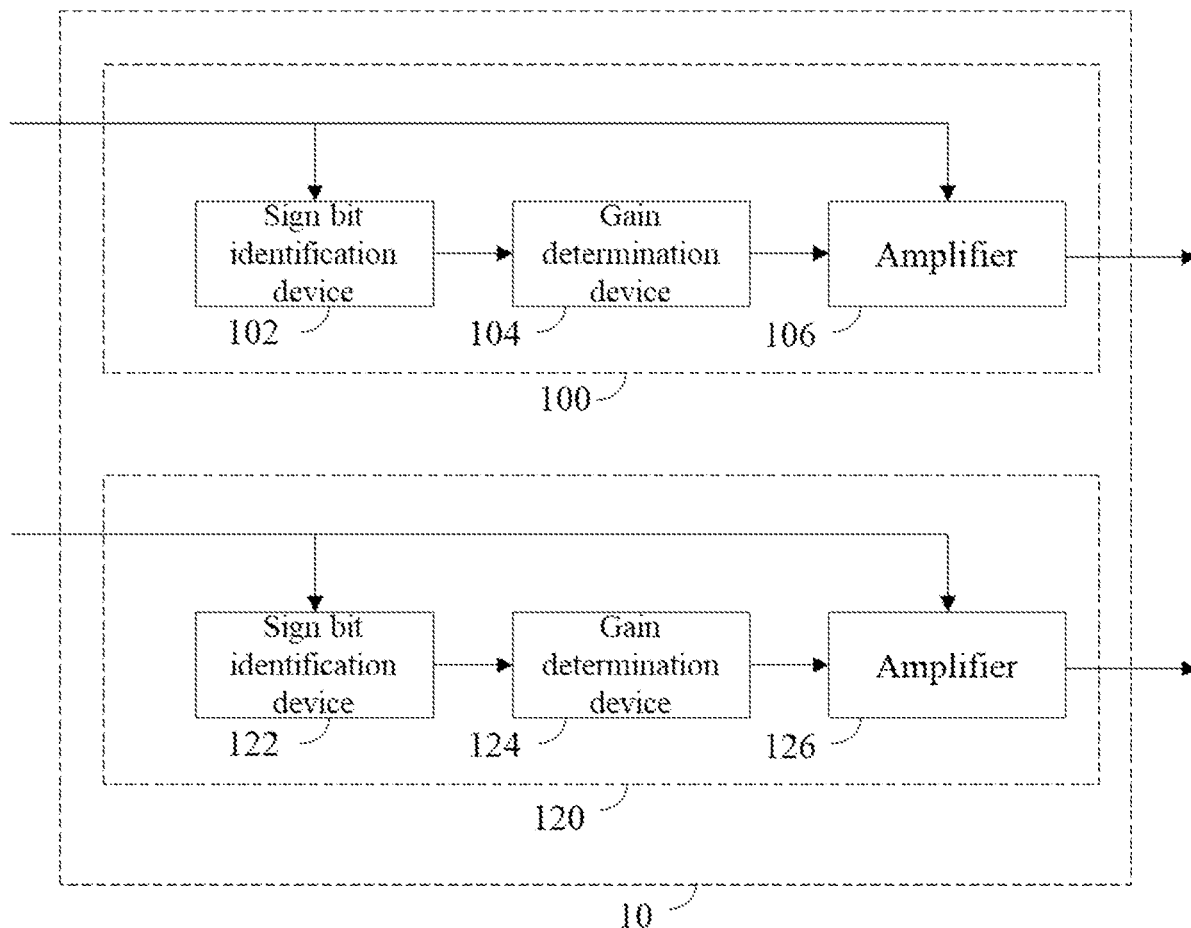 Sign bit
identification
device
102
Gain
determination
device
104
Amplifier
106
100
Sign bit
identification
device
122
Gain
determination
device
124
Amplifier
126
120
10